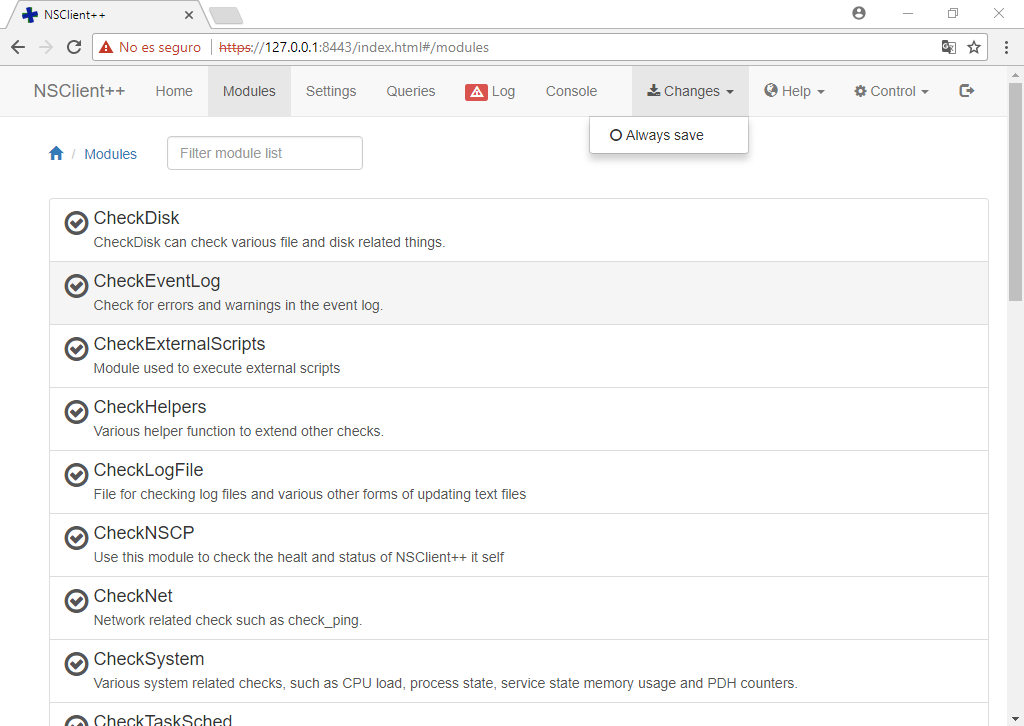 NSClient++
No es seguro https://127.0.0.1:8443/index.html#/modules
NSClient++ Home Modules Settings Queries Log Console Changes Help Control
Always save
/ Modules Filter module list
CheckDisk
CheckDisk can check various file and disk related things.
CheckEventLog
Check for errors and warnings in the event log.
CheckExternalScripts
Module used to execute external scripts
CheckHelpers
Various helper function to extend other checks.
CheckLogFile
File for checking log files and various other forms of updating text files
CheckNSCP
Use this module to check the healt and status of NSClient++ it self
CheckNet
Network related check such as check_ping.
CheckSystem
Various system related checks, such as CPU load, process state, service state memory usage and PDH counters.
CheckTaskSched